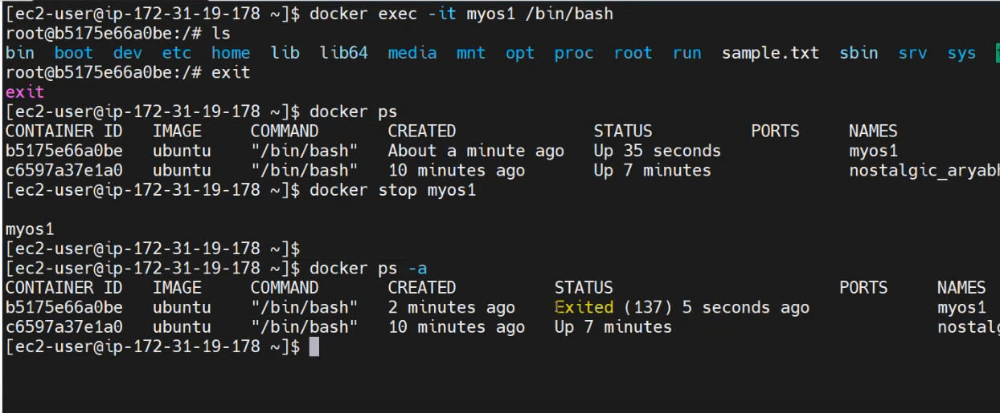 [ec2-user@ip-172-31-19-178 ~]$ docker exec -it myos1 /bin/bash
root@b5175e66a0be:/# ls
bin boot dev etc home lib lib64 media mnt opt proc root run sample.txt sbin srv sys
root@b5175e66a0be:/# exit
exit
[ec2-user@ip-172-31-19-178 ~]$ docker ps
CONTAINER ID IMAGE COMMAND CREATED STATUS PORTS NAMES
b5175e66a0be ubuntu "/bin/bash" About a minute ago Up 35 seconds myos1
c6597a37e1a0 ubuntu "/bin/bash" 10 minutes ago Up 7 minutes
[ec2-user@ip-172-31-19-178 ~]$ docker stop myos1
myos1
[ec2-user@ip-172-31-19-178 ~]$
[ec2-user@ip-172-31-19-178 ~]$ docker ps -a
CONTAINER ID IMAGE COMMAND CREATED STATUS PORTS NAMES
b5175e66a0be ubuntu "/bin/bash" 2 minutes ago Exited (137) 5 seconds ago myos1
c6597a37e1a0 ubuntu "/bin/bash" 10 minutes ago Up 7 minutes
[ec2-user@ip-172-31-19-178 ~]$